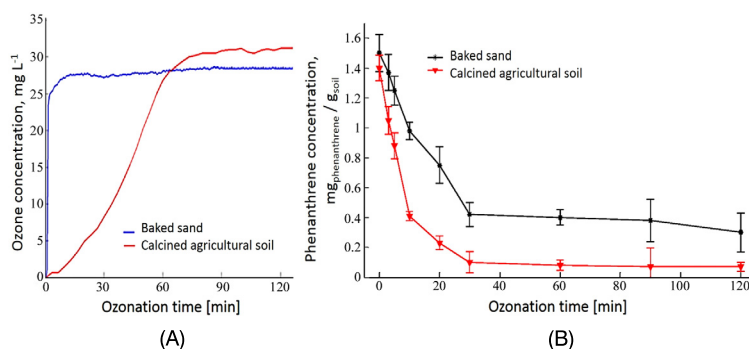 Ozone concentration, mg L-1
35
30
25
20
15
10
5
0
0
30
60
90
120
Baked sand
Calcined agricultural soil
Ozonation time [min]
(A)
Phenanthrene concentration,
mgphenanthrene / gsoil
1.6
1.4
1.2
1
0.8
0.6
0.4
0.2
0
0
20
40
60
80
100
120
Baked sand
Calcined agricultural soil
Ozonation time [min]
(B)